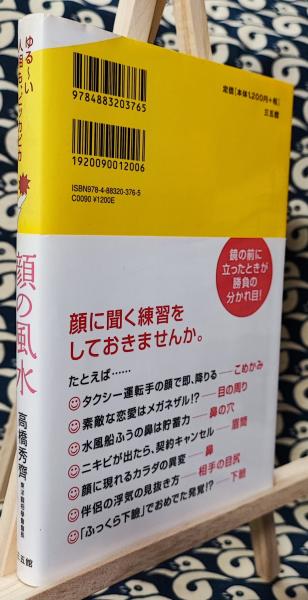 9784883203765
1920090012006
ISBN978-4-88320-376-5
C0090 ¥1200E
定価[本体1,200円+税]
三五館
鏡の前に
立ったときが
勝負の
分かれ目!
顔に聞く練習を
しておきませんか。
たとえば……
タクシー運転手の顔で即、降りる――こめかみ
素敵な恋愛はメガネザル!?――目の周り
水風船ふうの鼻は貯蓄力――鼻の穴
ニキビが出たら、契約キャンセル――眉間
顔に現れるカラダの異変――鼻
伴侶の浮気の見抜き方――相手の目尻
「ふっくら下瞼」でおめでた発覚!?――下瞼
ゆる〜い
顔の風水
高橋秀齊
東洋観相学会会長
三五館